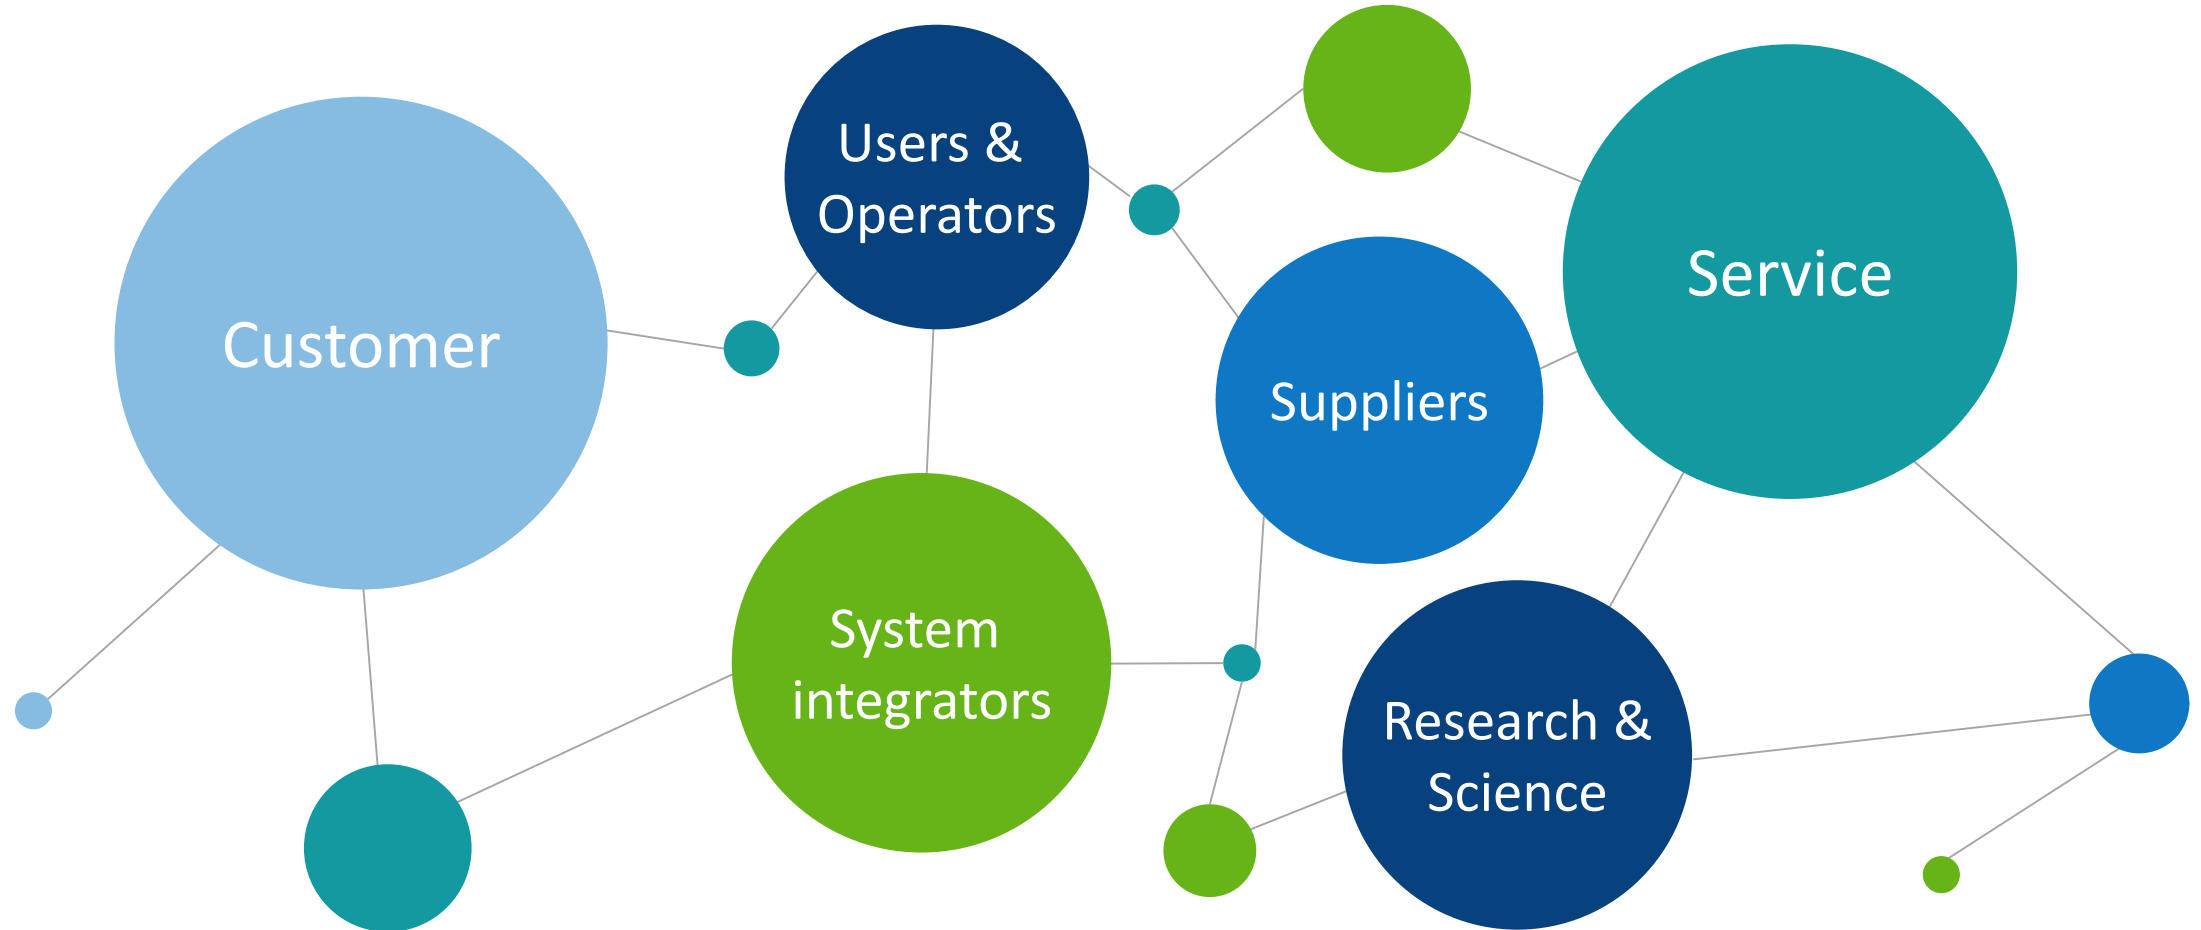 Customer
Users &
Operators
System
integrators
Suppliers
Service
Research &
Science